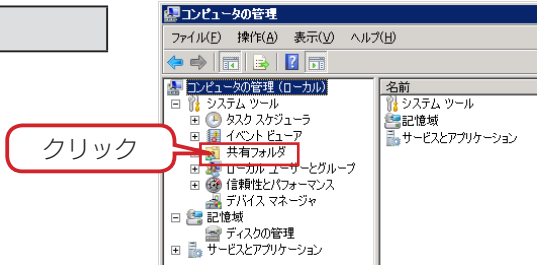 コンピュータの管理
ファイル(F) 操作(A) 表示(V) ヘルプ(H)
コンピュータの管理 (ローカル)
システム ツール
タスク スケジューラ
イベント ビューア
共有フォルダ
ローカル ユーザーとグループ
信頼性とパフォーマンス
デバイス マネージャ
記憶域
ディスクの管理
サービスとアプリケーション
名前
システム ツール
記憶域
サービスとアプリケーション
クリック